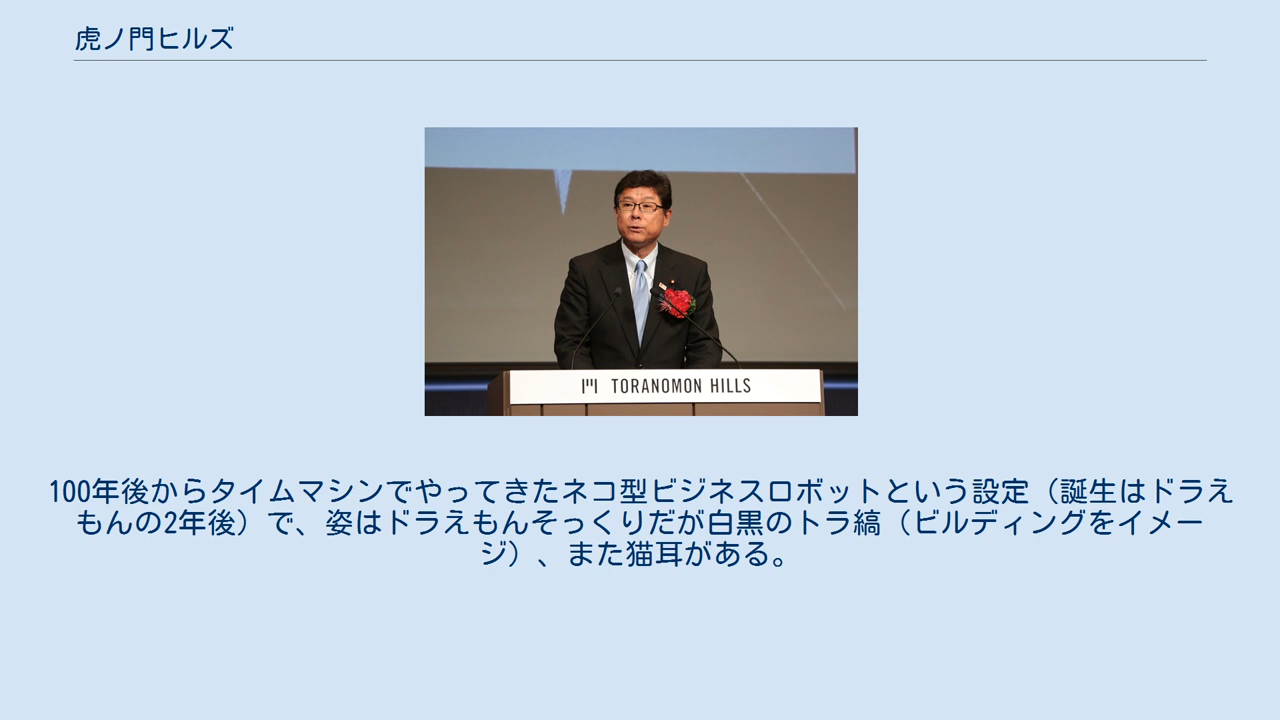 虎ノ門ヒルズ
TORANOMON HILLS
100年後からタイムマシンでやってきたネコ型ビジネスロボットという設定（誕生はドラえ
もんの2年後）で、姿はドラえもんそっくりだが白黒のトラ縞（ビルディングをイメー
ジ）、また猫耳がある。